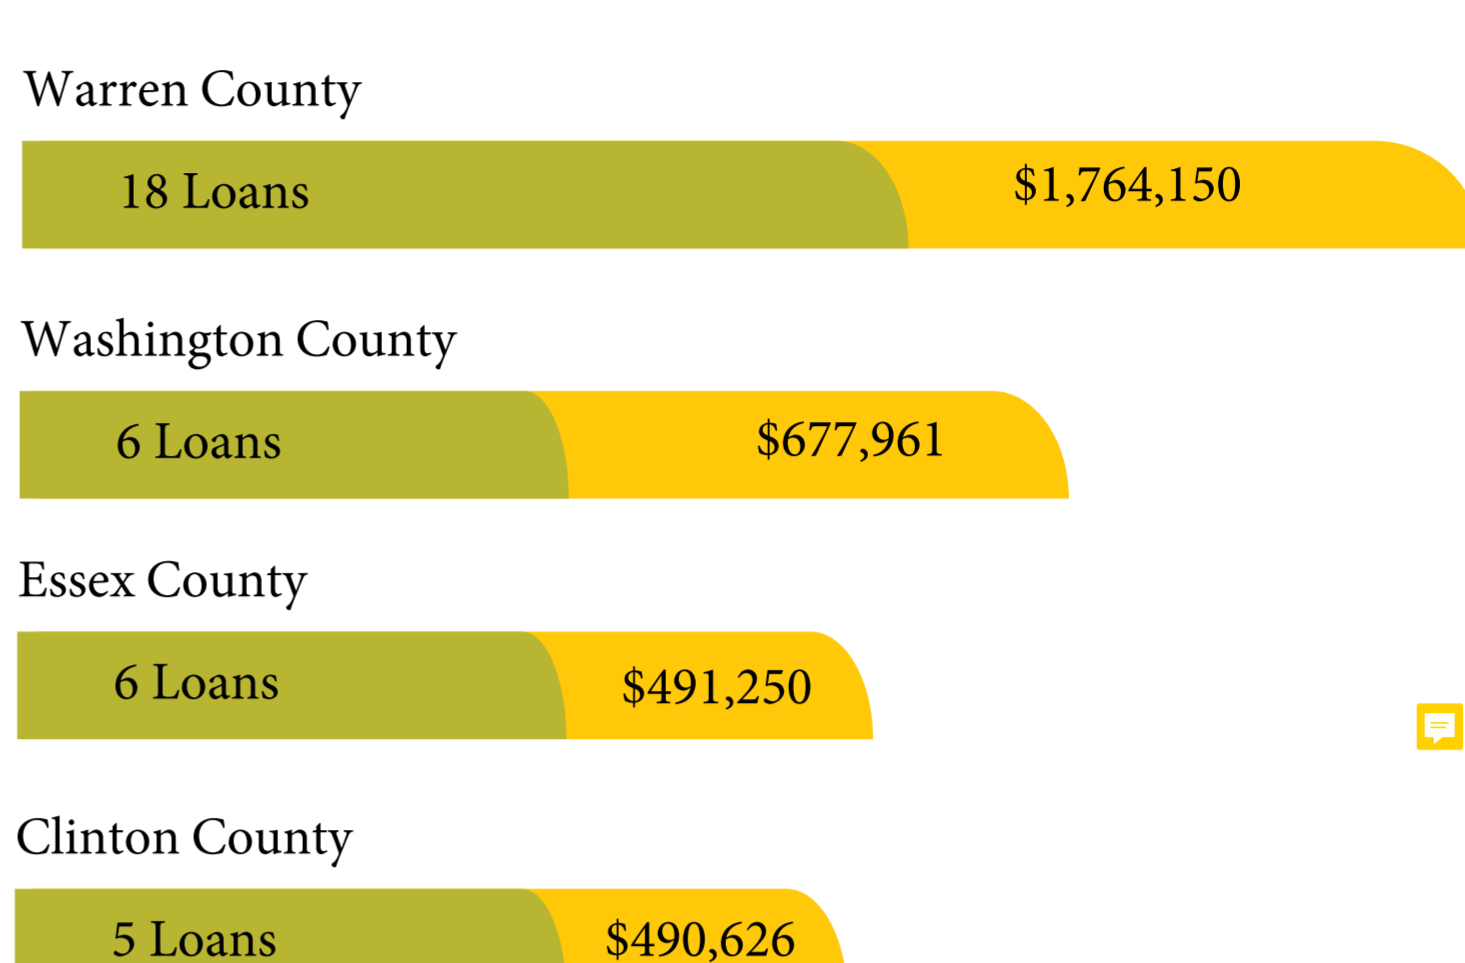 Warren County
18 Loans
$1,764,150
Washington County
6 Loans
$677,961
Essex County
6 Loans
$491,250
Clinton County
5 Loans
$490,626